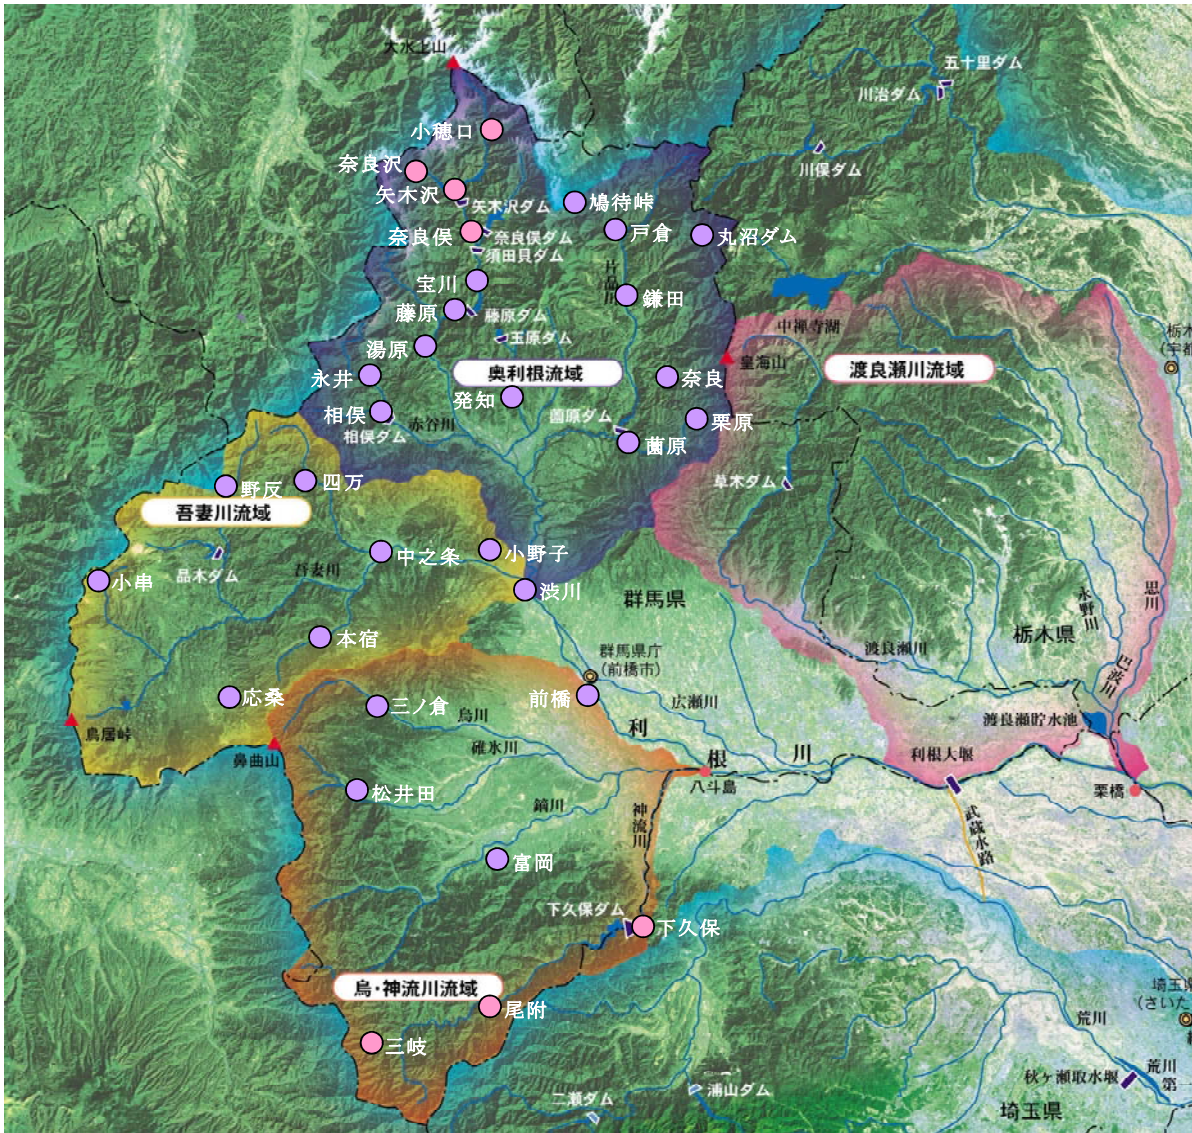 大水上山
五十里ダム
川治ダム
小穂口
川俣ダム
奈良沢
矢木沢
矢木沢ダム
鳩待峠
奈良俣
奈良俣ダム
須田貝ダム
戸倉
丸沼ダム
片品川
宝川
鎌田
藤原
藤原ダム
中禅寺湖
玉原ダム
湯原
皇海山
奥利根流域
渡良瀬川流域
永井
奈良
発知
相俣
相俣ダム
赤谷川
薗原ダム
栗原
薗原
野反
四万
草木ダム
吾妻川流域
小野子
中之条
品木ダム
吾妻川
小串
渋川
群馬県
思川
永野川
栃木県
本宿
群馬県庁
(前橋市)
渡良瀬川
巴波川
応桑
三ノ倉
前橋
広瀬川
烏川
利根川
渡良瀬貯水池
鳥居峠
鼻曲山
碓氷川
利根大堰
八斗島
栗橋
松井田
鏑川
神流川
武蔵水路
富岡
下久保ダム
下久保
烏・神流川流域
尾附
三岐
荒川
秋ヶ瀬取水堰
荒川
第
二瀬ダム
浦山ダム
埼玉県